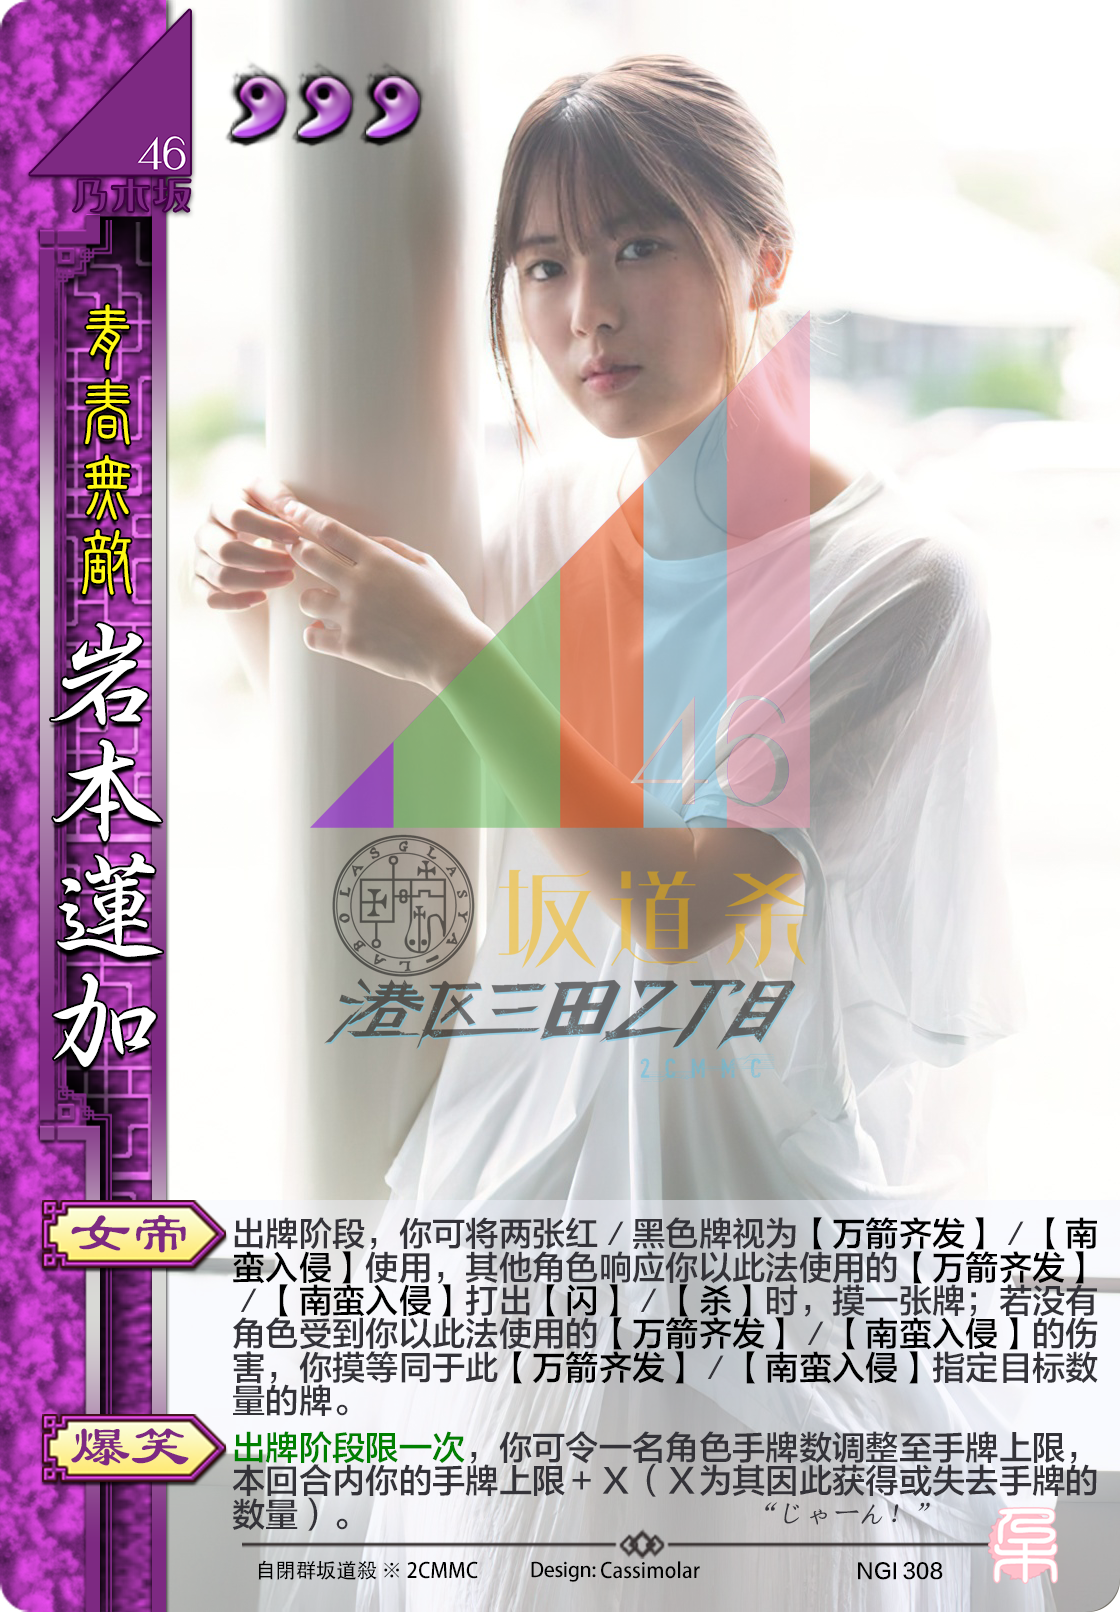 46
乃木坂
青春無敵
岩本蓮加
46
GLASYA-LABOLAS
坂道杀
港区三田2丁目
2CMMC
女帝
出牌阶段，你可将两张红／黑色牌视为【万箭齐发】／【南
蛮入侵】使用，其他角色响应你以此法使用的【万箭齐发】
／【南蛮入侵】打出【闪】／【杀】时，摸一张牌；若没有
角色受到你以此法使用的【万箭齐发】／【南蛮入侵】的伤
害，你摸等同于此【万箭齐发】／【南蛮入侵】指定目标数
量的牌。
爆笑
出牌阶段限一次，你可令一名角色手牌数调整至手牌上限，
本回合内你的手牌上限＋Ｘ（Ｘ为其因此获得或失去手牌的
数量）。
“じゃーん！”
自閉群坂道殺 ※ 2CMMC
Design: Cassimolar
NGI 308